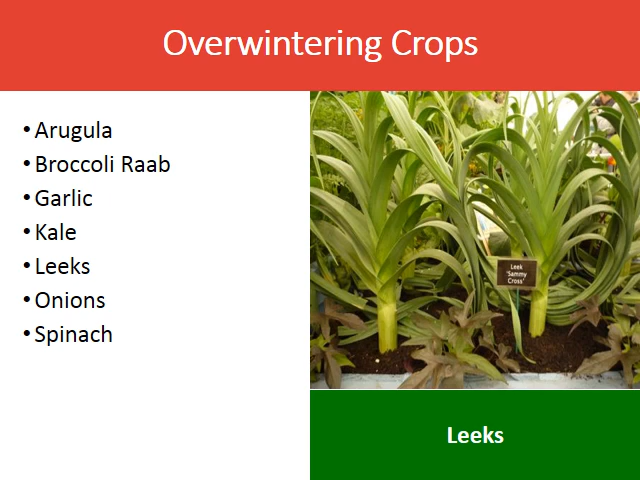 Overwintering Crops
• Arugula
• Broccoli Raab
• Garlic
• Kale
• Leeks
• Onions
• Spinach
Leek
'Sammy
Cross'
Leeks